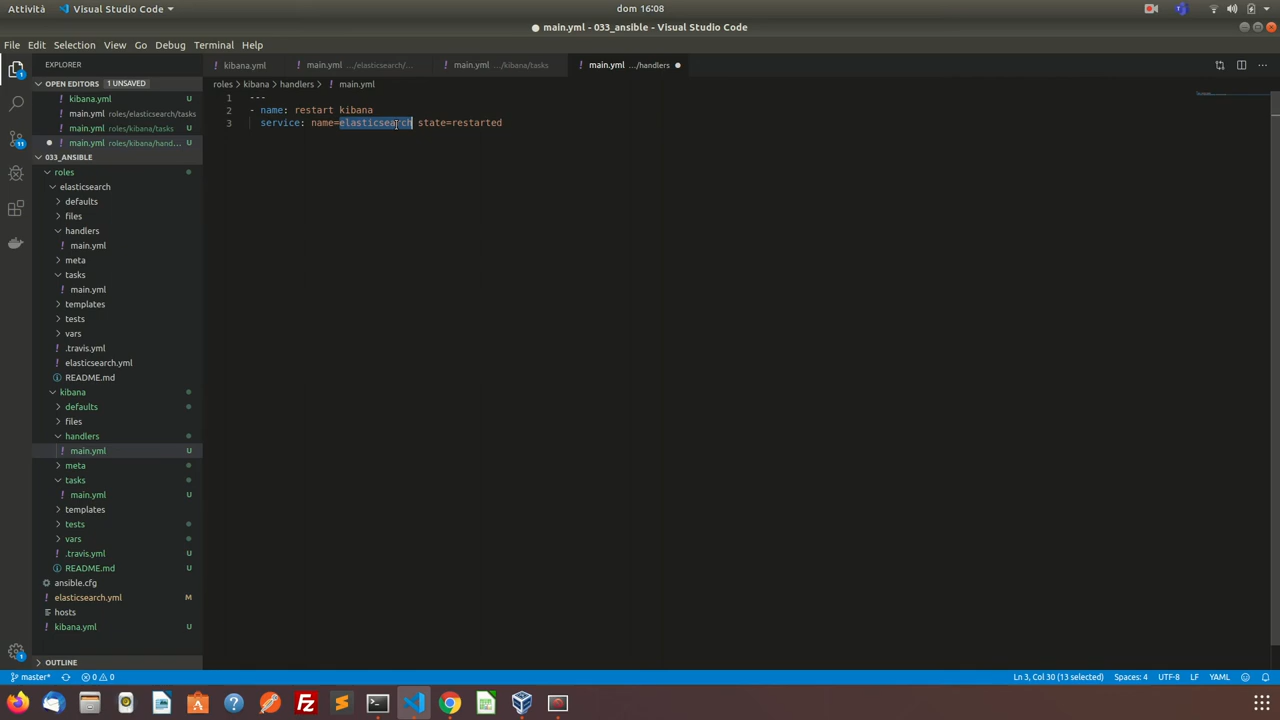 Attività
Visual Studio Code
dom 16:08
● main.yml - 033_ansible - Visual Studio Code
File Edit Selection View Go Debug Terminal Help
EXPLORER
OPEN EDITORS 1 UNSAVED
kibana.yml U
main.yml roles/elasticsearch/tasks
main.yml roles/kibana/tasks U
main.yml roles/kibana/hand... U
033_ANSIBLE
roles
elasticsearch
defaults
files
handlers
main.yml
meta
tasks
main.yml
templates
tests
vars
.travis.yml
elasticsearch.yml
README.md
kibana
defaults
files
handlers
main.yml U
meta
tasks
main.yml U
templates
tests
vars
.travis.yml U
README.md U
ansible.cfg
elasticsearch.yml M
hosts
kibana.yml U
OUTLINE
kibana.yml
main.yml .../elasticsearch/...
main.yml .../kibana/tasks
main.yml .../handlers
roles > kibana > handlers > main.yml
1 ---
2 - name: restart kibana
3 service: name=elasticsearch state=restarted
master* 0 0
Ln 3, Col 30 (13 selected) Spaces: 4 UTF-8 LF YAML